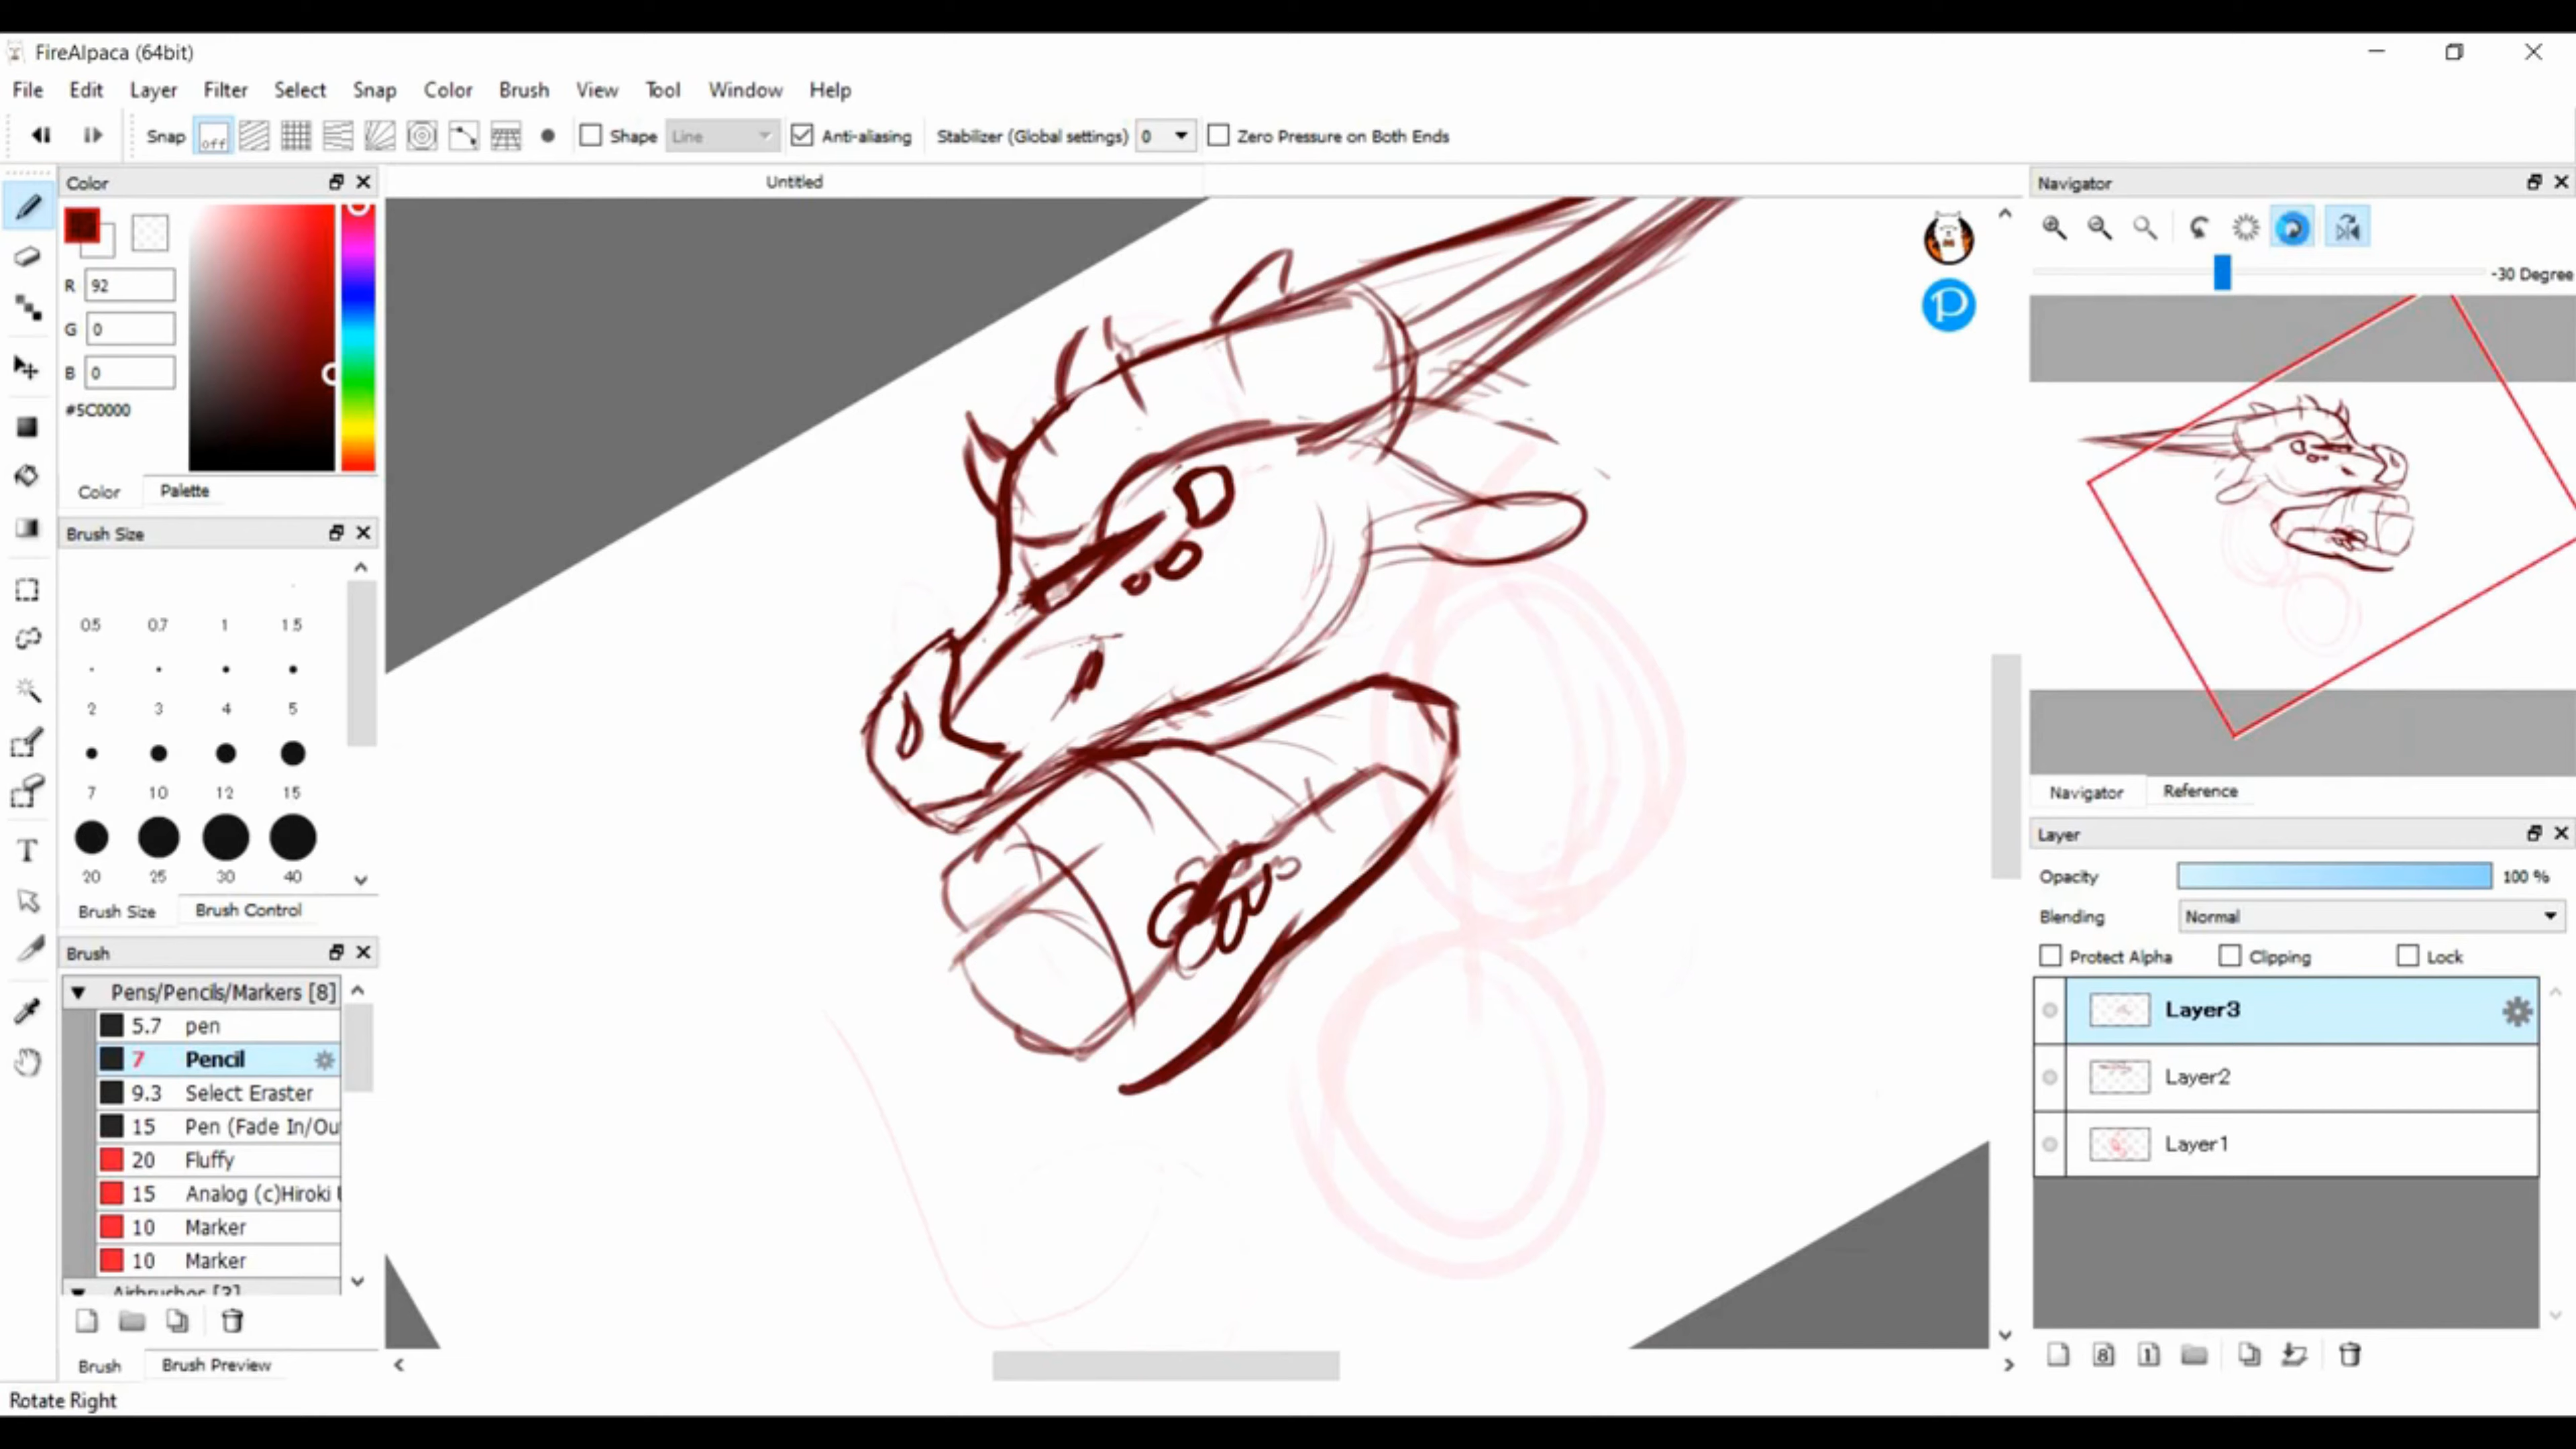 FireAlpaca (64bit)
File Edit Layer Filter Select Snap Color Brush View Tool Window Help
Snap off Shape Line Anti-aliasing Stabilizer (Global settings) 0 Zero Pressure on Both Ends
Color
Untitled
Navigator
R 92
G 0
B 0
#5C0000
-30 Degree
Color Palette
Brush Size
0.5 0.7 1 1.5
2 3 4 5
7 10 12 15
20 25 30 40
Brush Size Brush Control
Navigator Reference
Layer
Opacity 100 %
Blending Normal
Protect Alpha Clipping Lock
Layer3
Layer2
Layer1
Brush
Pens/Pencils/Markers [8]
5.7 pen
7 Pencil
9.3 Select Eraster
15 Pen (Fade In/Ou
20 Fluffy
15 Analog (c)Hiroki
10 Marker
10 Marker
Airbrushes [3]
Brush Brush Preview
Rotate Right